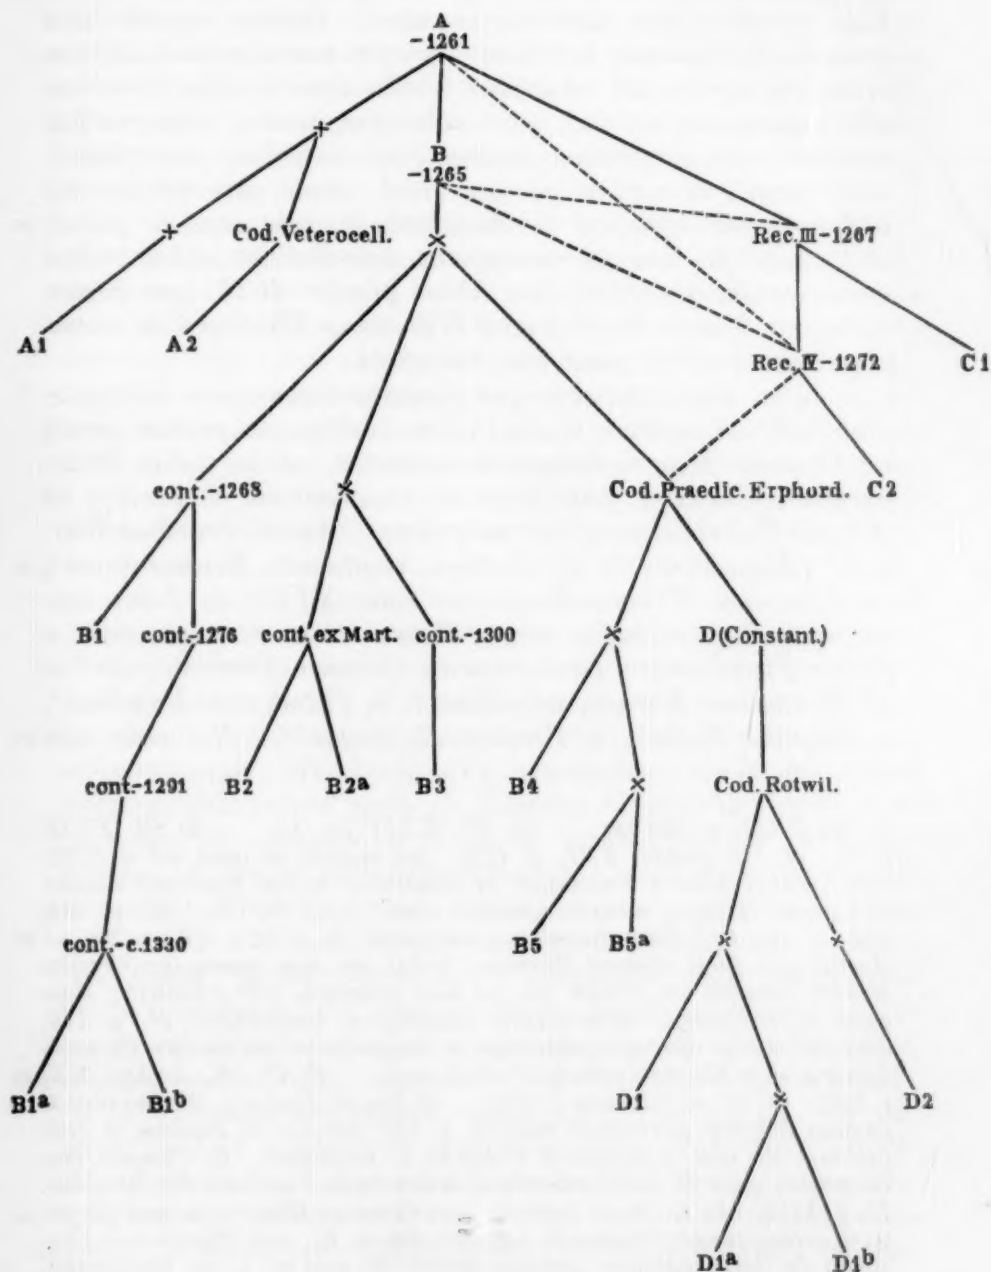 A
-1261
B
-1265
Cod. Veterocell.
Rec. III-1267
A1
A2
Rec. IV-1272
C1
cont.-1268
Cod. Praedic. Erphord.
C2
B1
cont.-1276
cont. ex Mart.
cont.-1300
D (Constant.)
cont.-1291
B2
B2a
B3
B4
Cod. Rotwil.
cont.-c.1330
B5
B5a
B1a
B1b
D1
D2
D1a
D1b